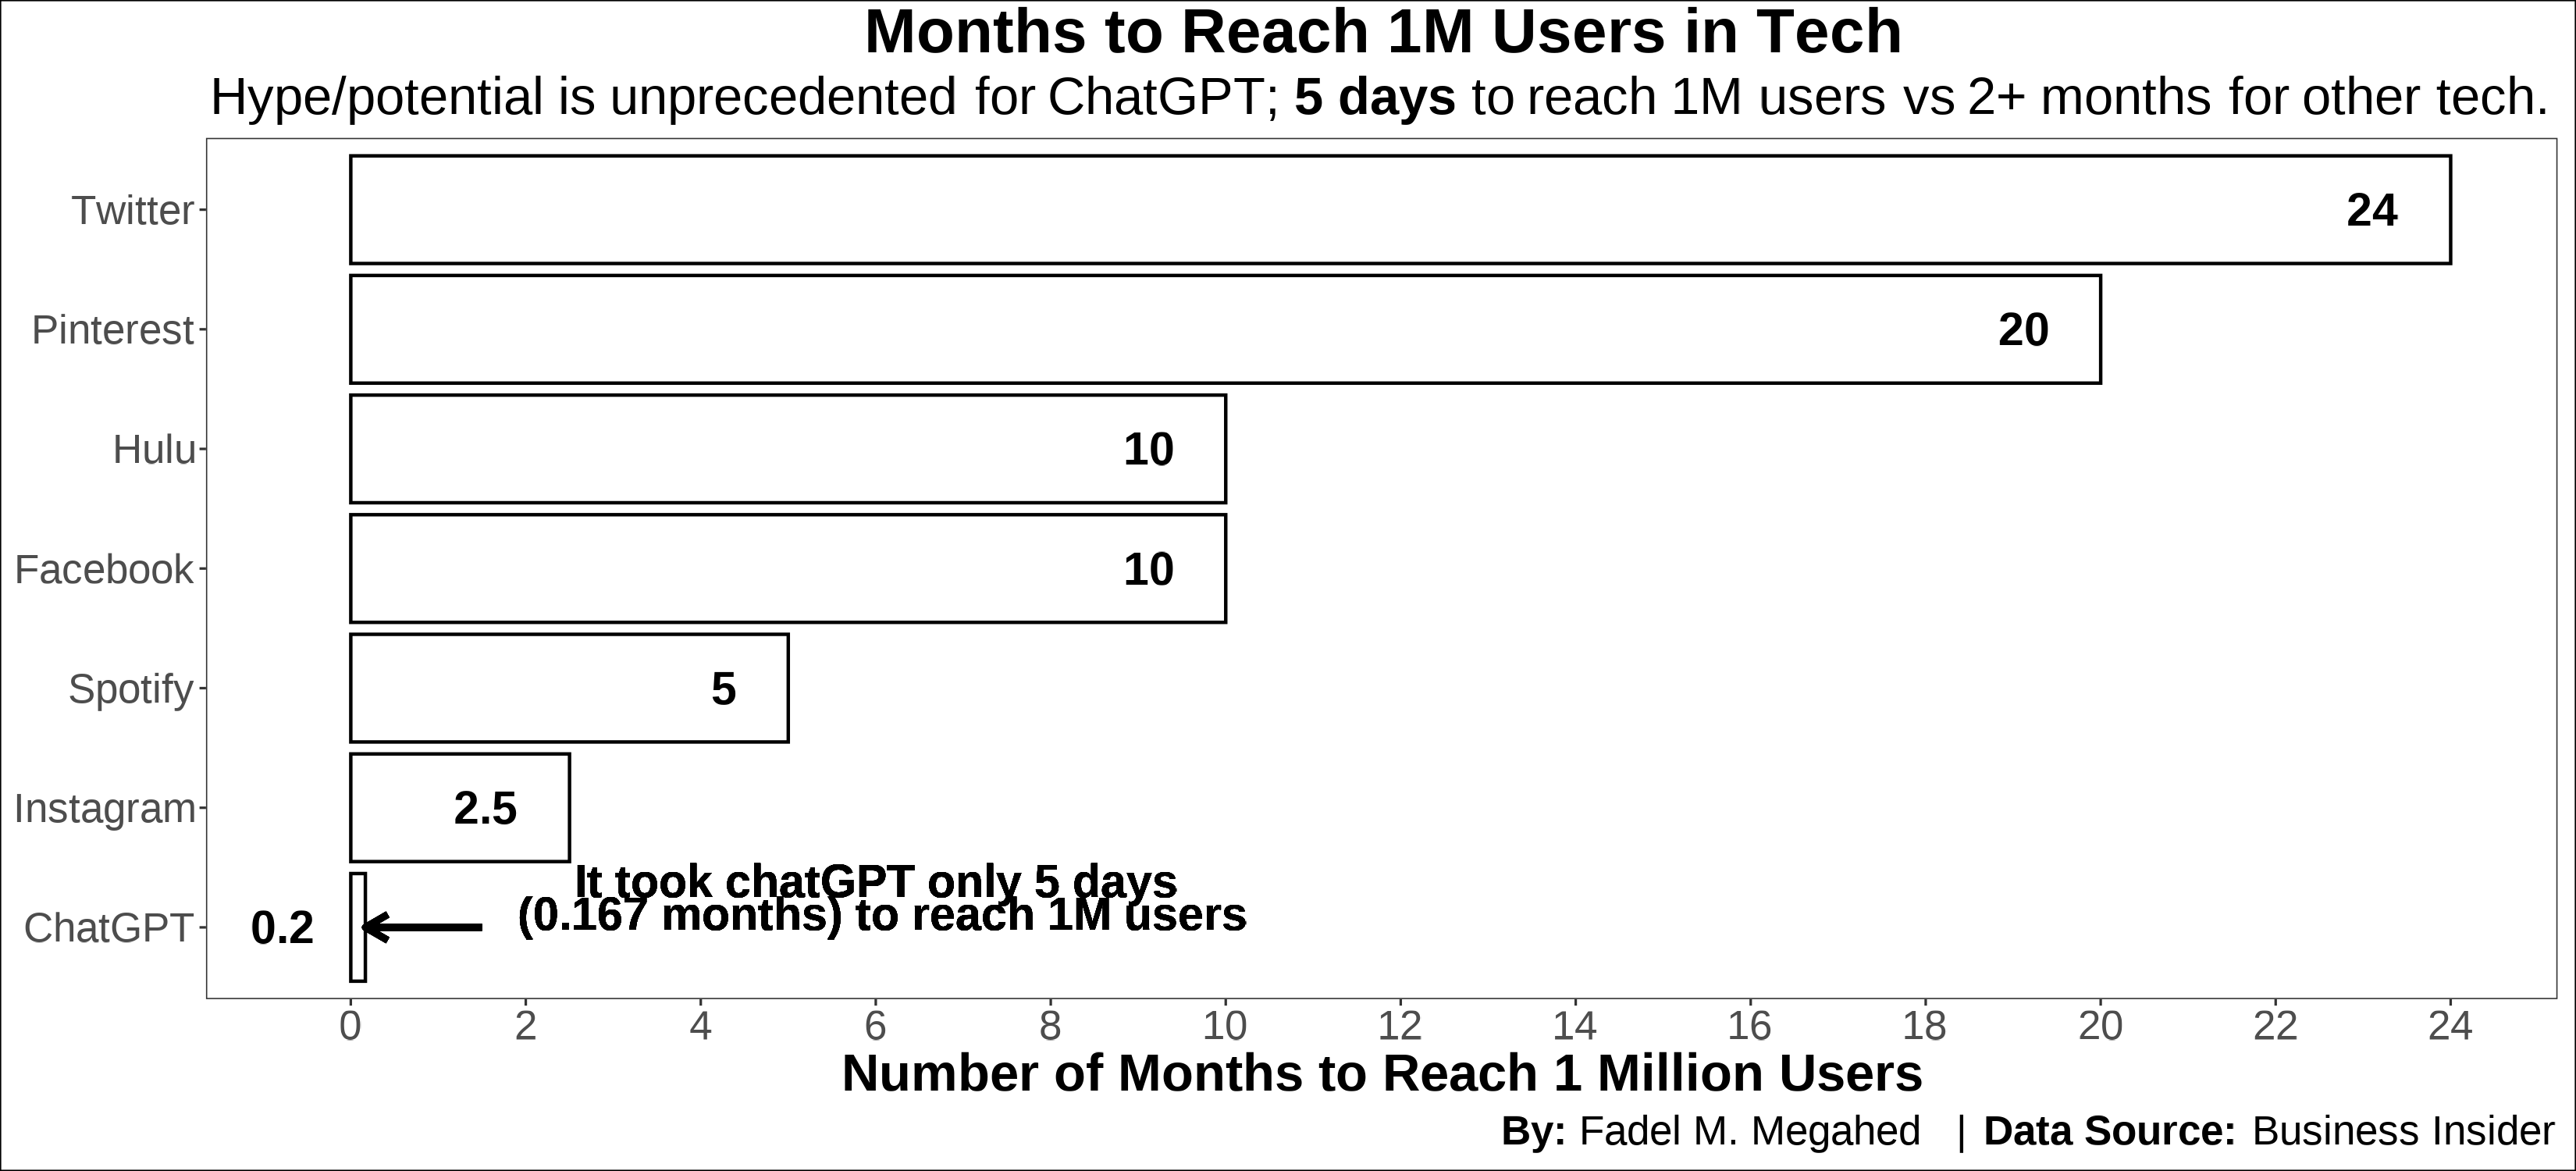 Months to Reach 1M Users in Tech
Hype/potential is unprecedented for ChatGPT; 5 days to reach 1M users vs 2+ months for other tech.
Twitter 24
Pinterest 20
Hulu 10
Facebook 10
Spotify 5
Instagram 2.5
It took chatGPT only 5 days
(0.167 months) to reach 1M users
ChatGPT 0.2
0 2 4 6 8 10 12 14 16 18 20 22 24
Number of Months to Reach 1 Million Users
By: Fadel M. Megahed | Data Source: Business Insider